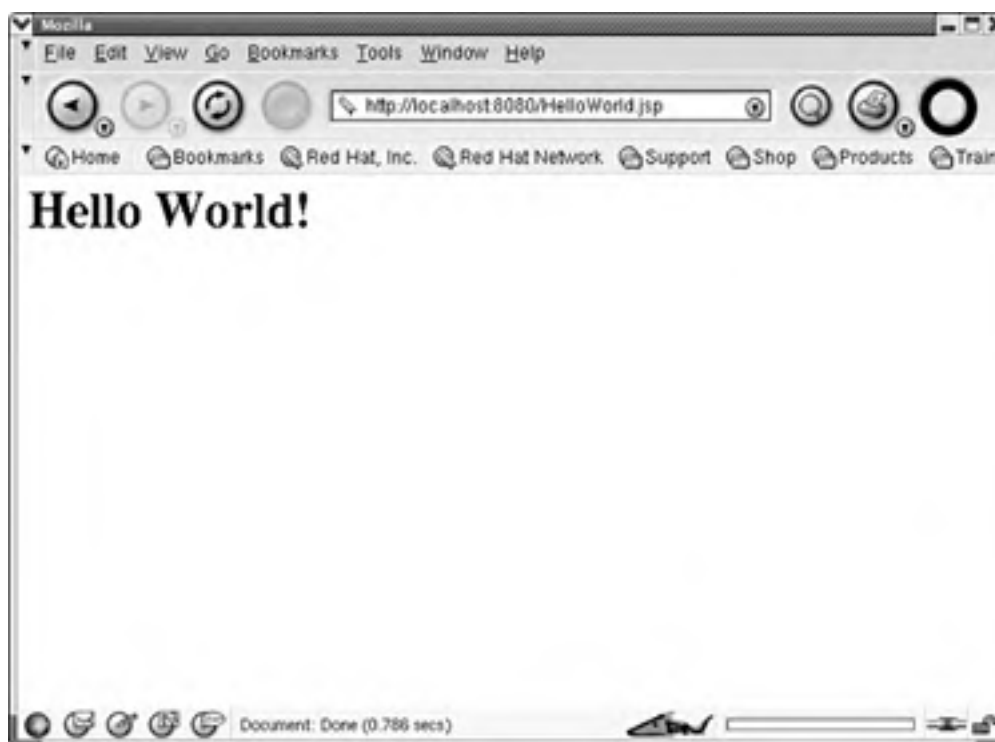 Mozilla
File Edit View Go Bookmarks Tools Window Help
http://localhost:8080/HelloWorld.jsp
Home Bookmarks Red Hat, Inc. Red Hat Network Support Shop Products Train
Hello World!
Document: Done (0.786 secs)